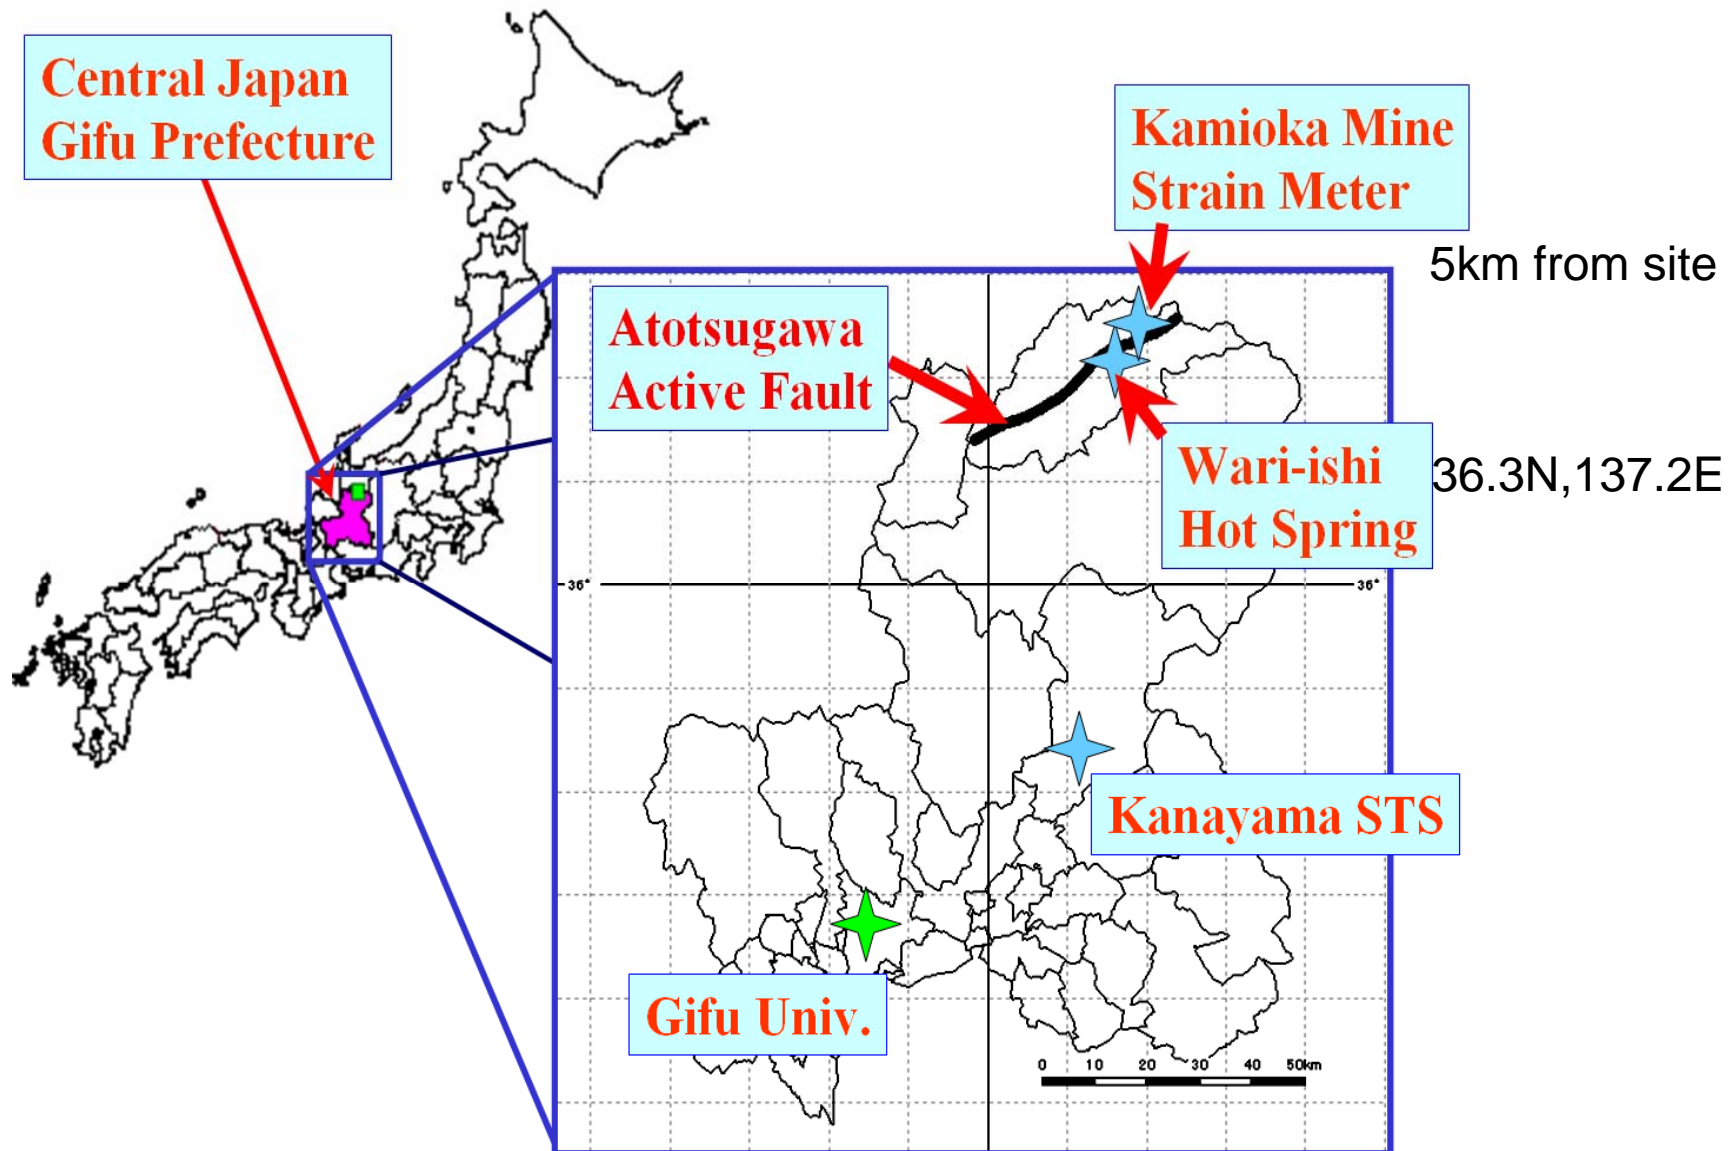 Central Japan
Gifu Prefecture
Kamioka Mine
Strain Meter
5km from site
Atotsugawa
Active Fault
Wari-ishi
Hot Spring
36.3N,137.2E
36°
36°
Kanayama STS
Gifu Univ.
0 10 20 30 40 50km